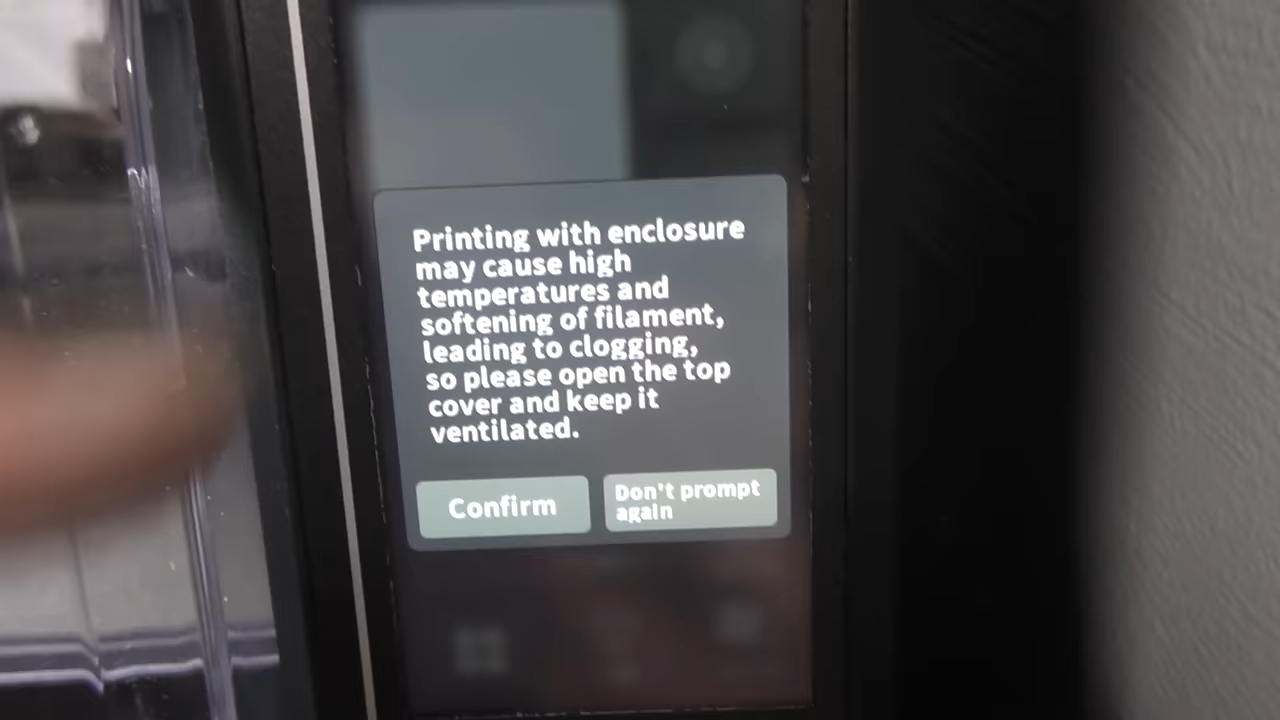 Printing with enclosure
may cause high
temperatures and
softening of filament,
leading to clogging,
so please open the top
cover and keep it
ventilated.
Confirm
Don't prompt
again